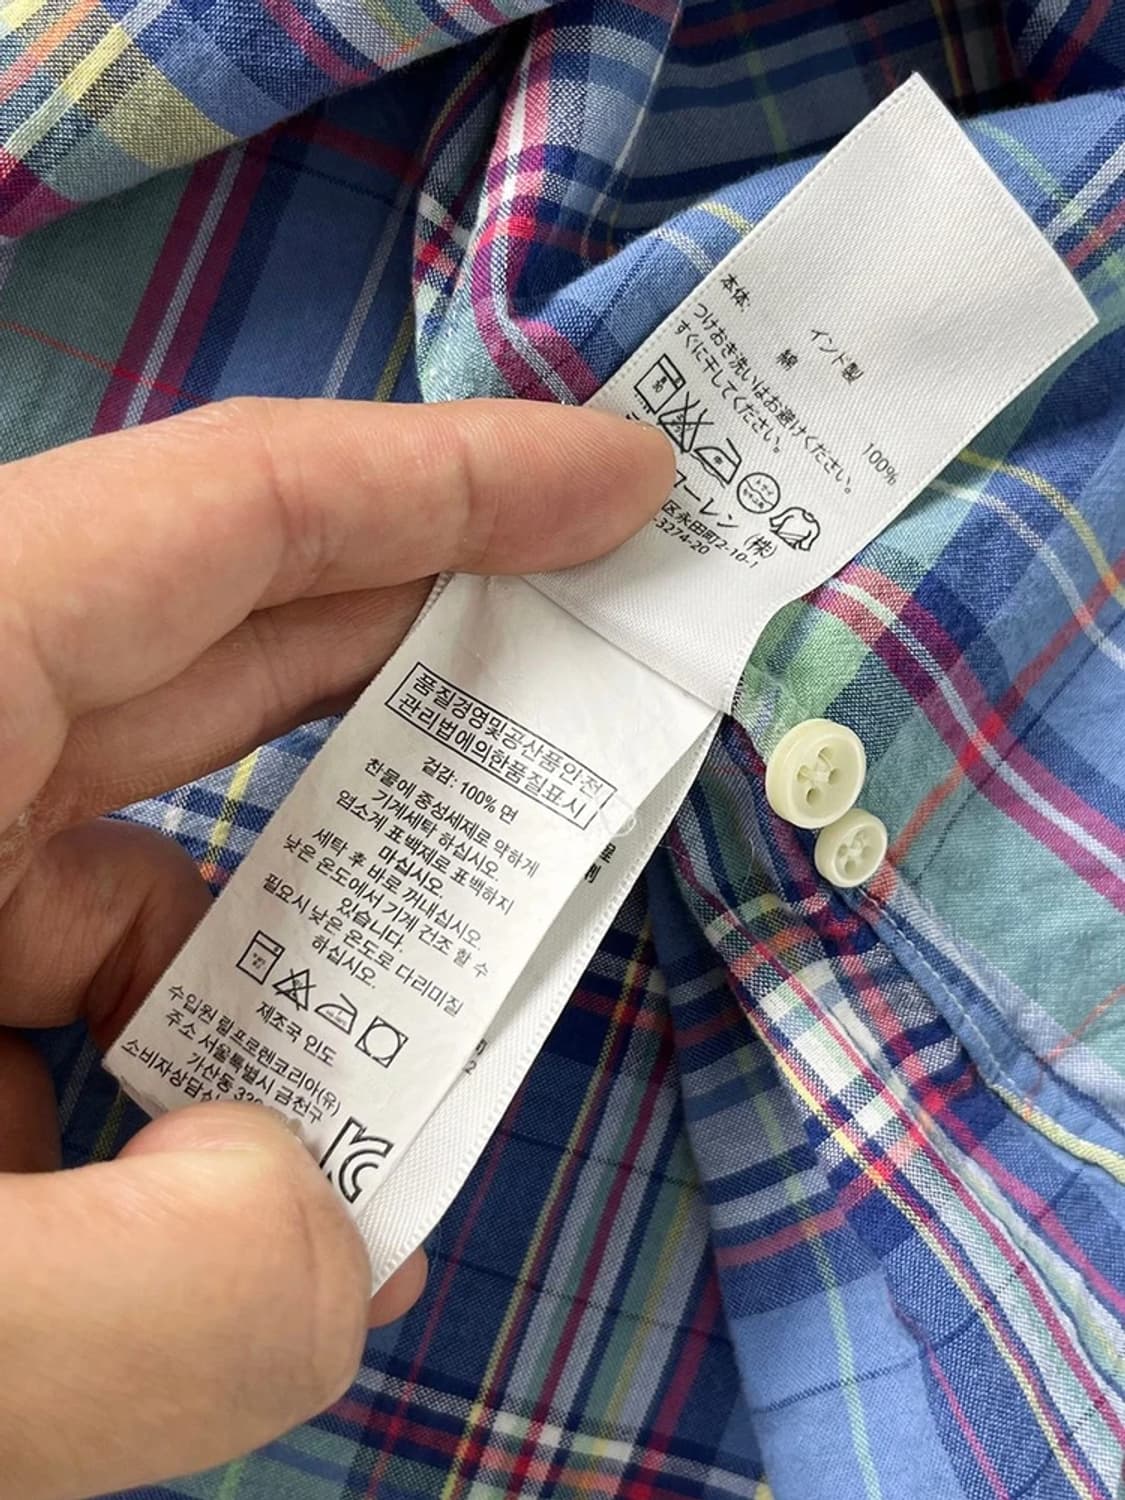 インド製
本体:
綿 100%
つけおき洗いはお避けください。
すぐに干してください。
ローレン (株)
区永田町2-10-1
-3274-20
품질경영및공산품안전
관리법에의한품질표시
겉감: 100% 면
찬물에 중성세제로 약하게
기계세탁 하십시오.
염소계 표백제로 표백하지
마십시오.
세탁 후 바로 꺼내십시오.
낮은 온도에서 기계 건조 할 수
있습니다.
필요시 낮은 온도로 다리미질
하십시오.
제조국 인도
수입원 랄프로렌코리아(유)
주소 서울특별시 금천구
가산동
소비자상담실